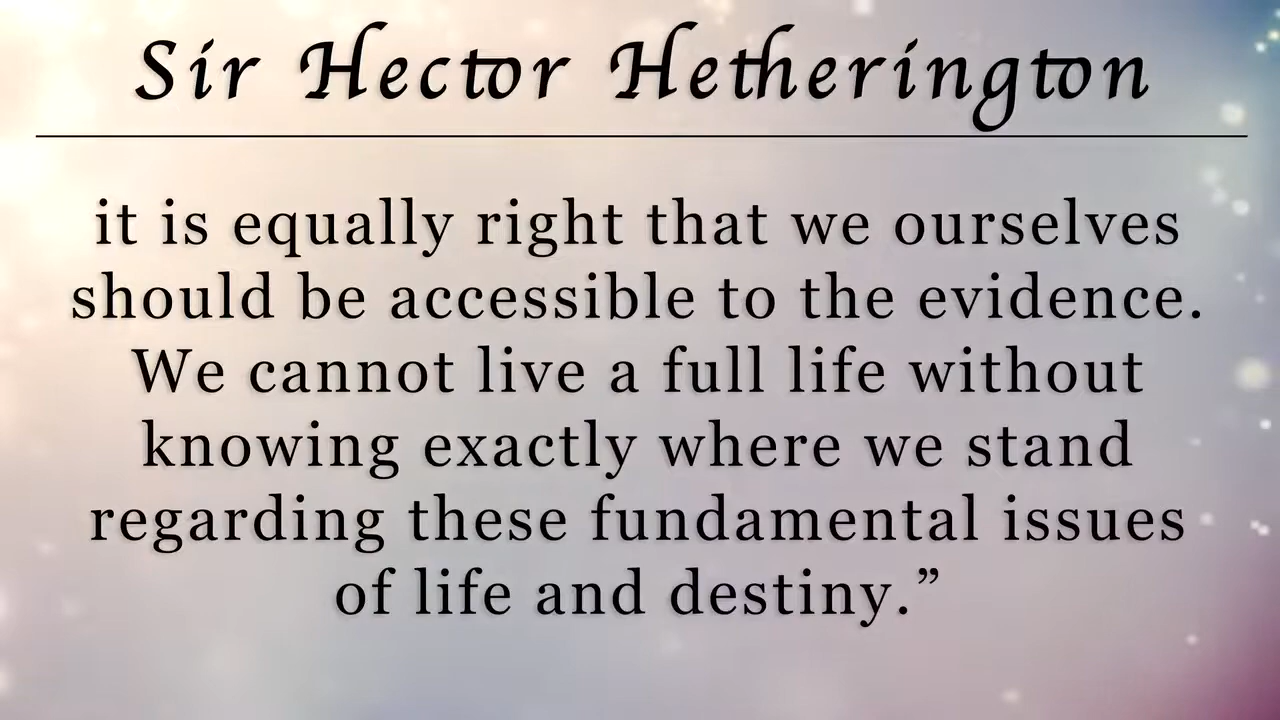 Sir Hector Hetherington
it is equally right that we ourselves
should be accessible to the evidence.
We cannot live a full life without
knowing exactly where we stand
regarding these fundamental issues
of life and destiny.”